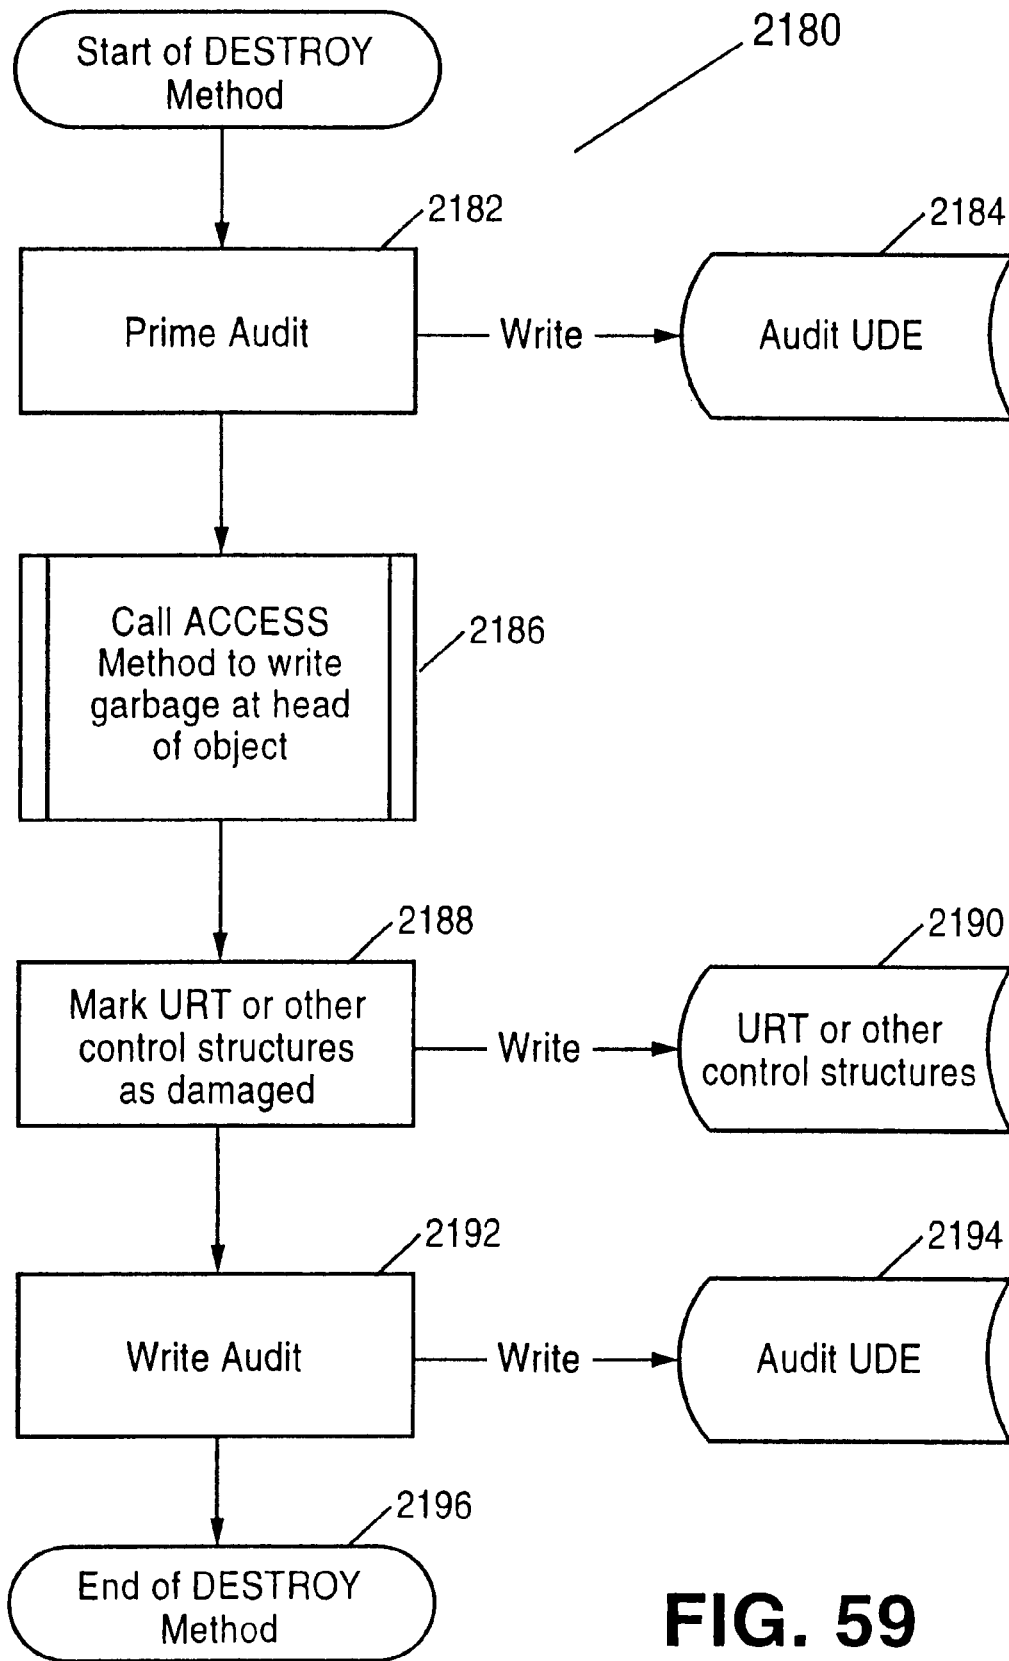 Start of DESTROY
Method
2180
2182
Prime Audit
Write
2184
Audit UDE
Call ACCESS
Method to write
garbage at head
of object
2186
2188
Mark URT or other
control structures
as damaged
Write
2190
URT or other
control structures
2192
Write Audit
Write
2194
Audit UDE
2196
End of DESTROY
Method
FIG. 59